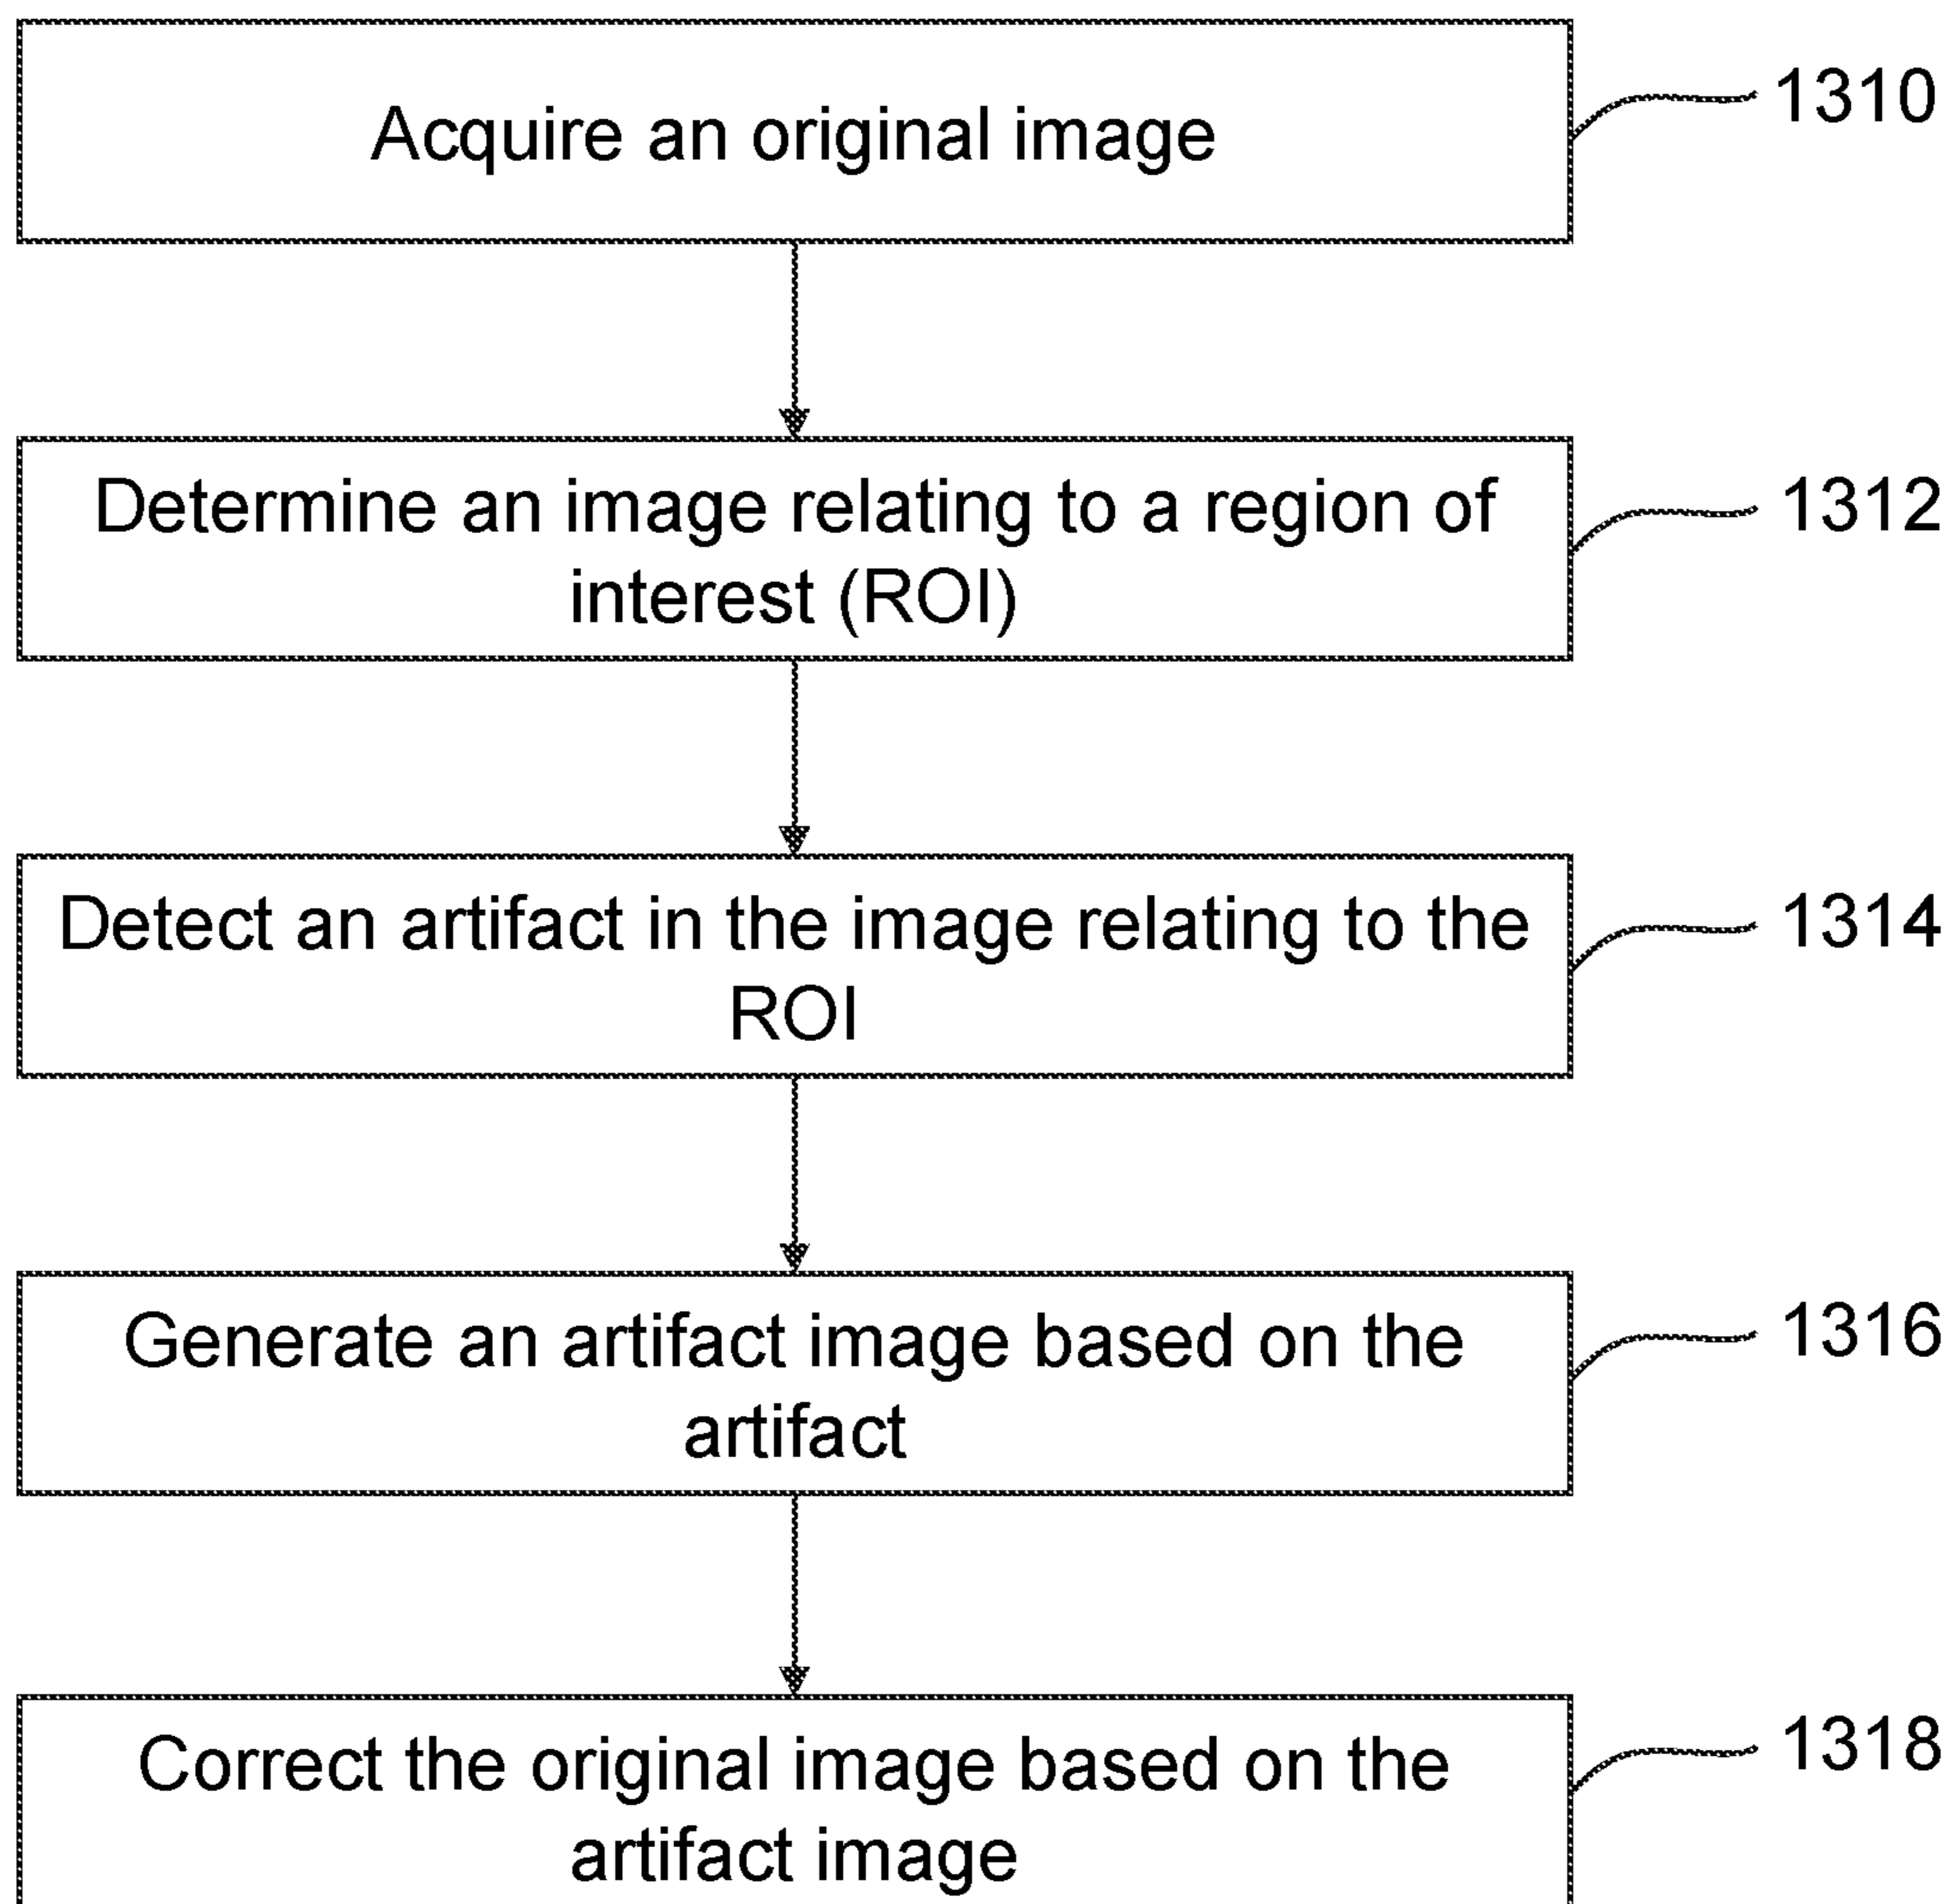 Acquire an original image
1310
Determine an image relating to a region of
interest (ROI)
1312
Detect an artifact in the image relating to the
ROI
1314
Generate an artifact image based on the
artifact
1316
Correct the original image based on the
artifact image
1318